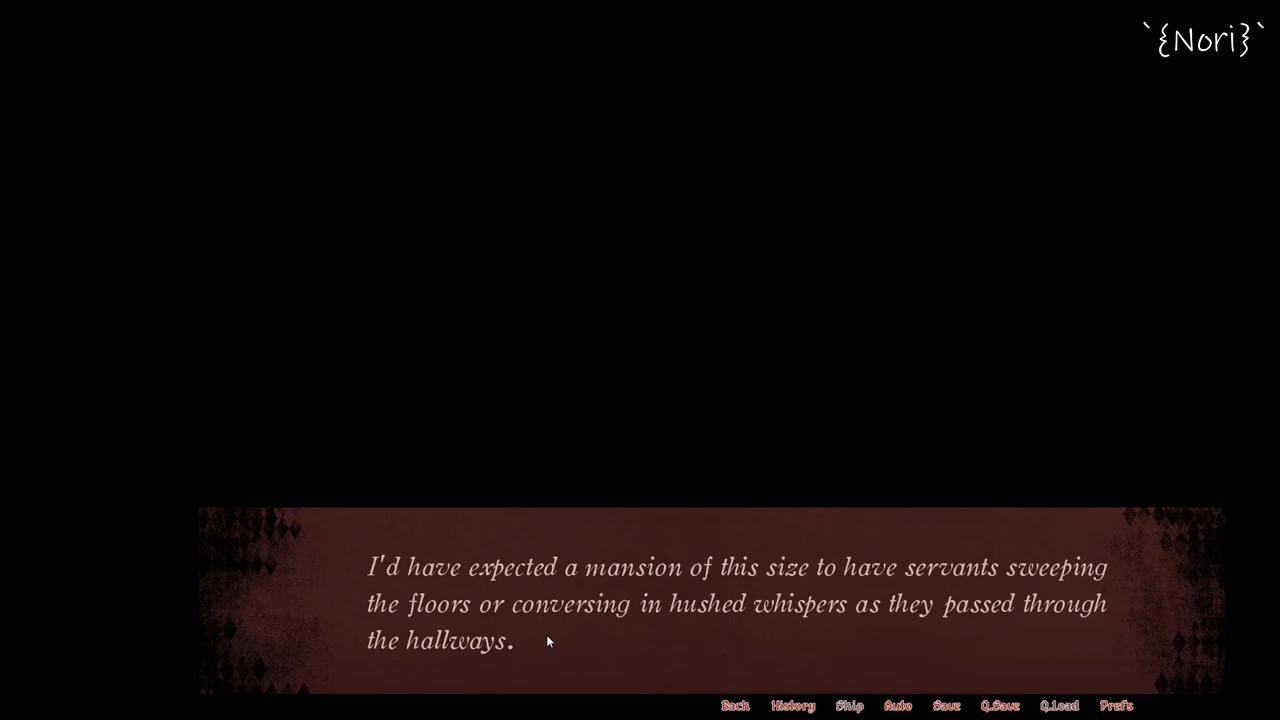 `{Nori}`
I'd have expected a mansion of this size to have servants sweeping
the floors or conversing in hushed whispers as they passed through
the hallways.
Back History Skip Auto Save Q.Save Q.Load Prefs